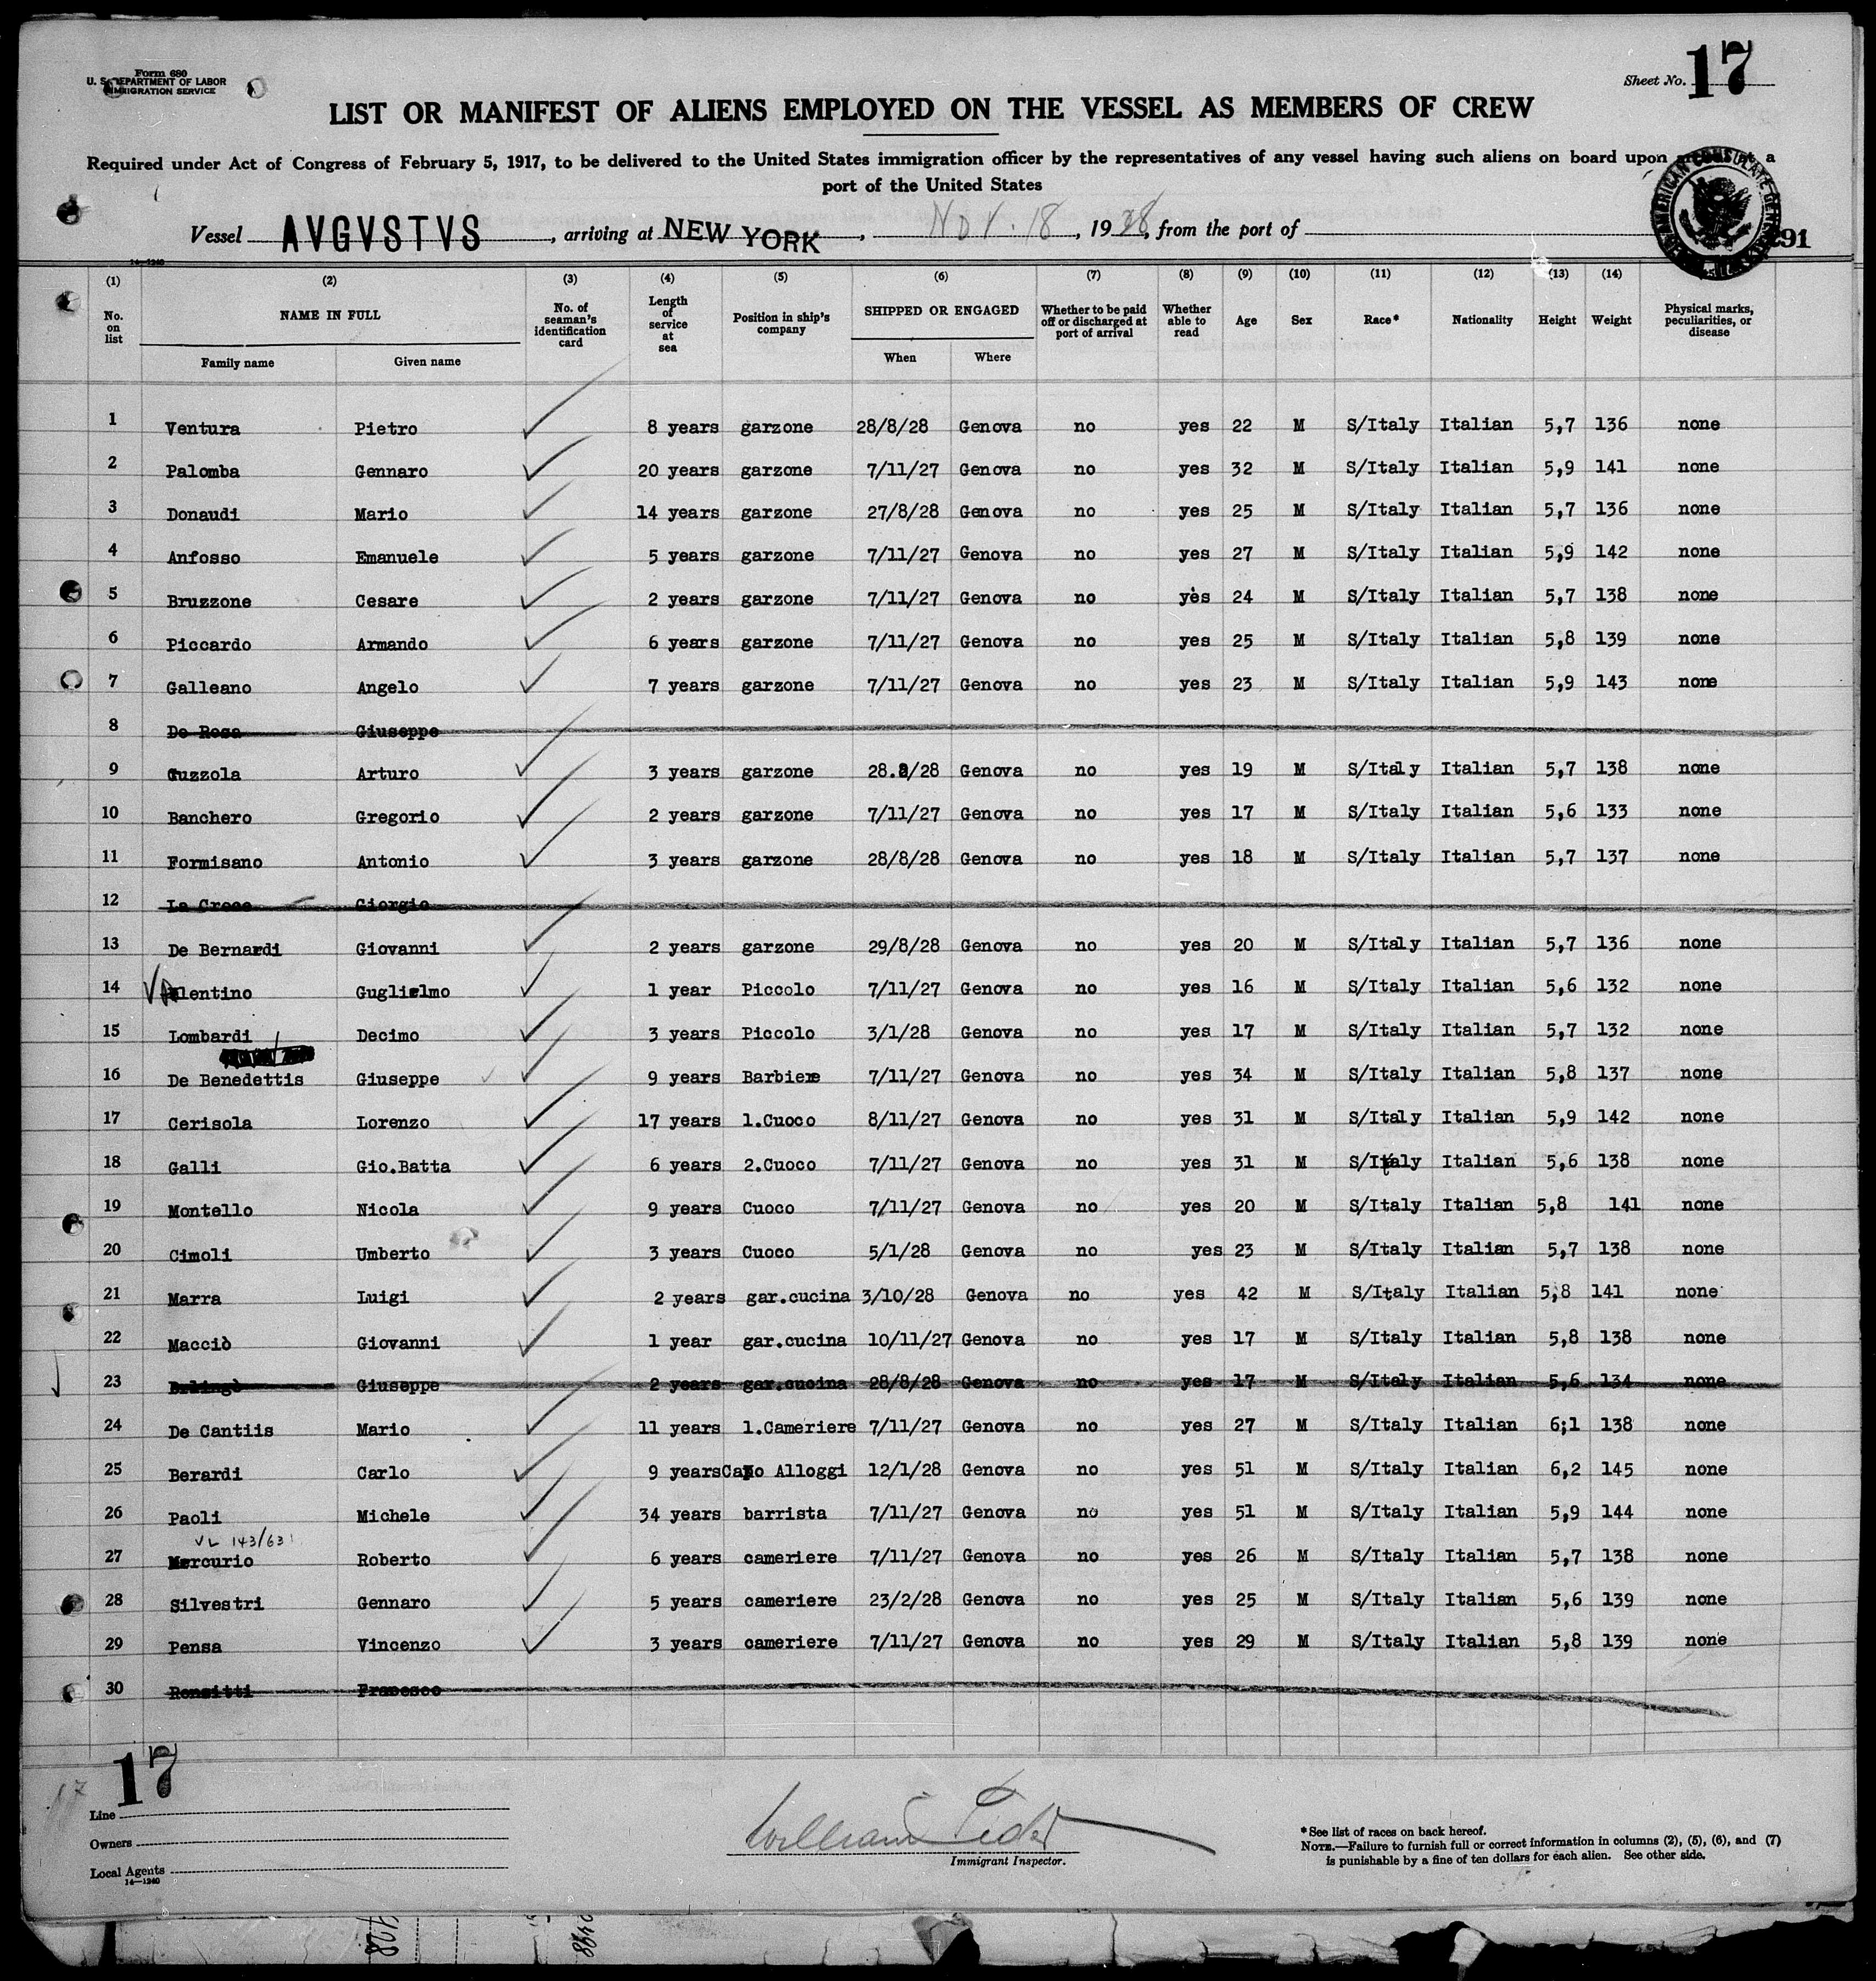 Form 680
U. S. DEPARTMENT OF LABOR
IMMIGRATION SERVICE
Sheet No. 17
LIST OR MANIFEST OF ALIENS EMPLOYED ON THE VESSEL AS MEMBERS OF CREW
Required under Act of Congress of February 5, 1917, to be delivered to the United States immigration officer by the representatives of any vessel having such aliens on board upon a
port of the United States
AMERICAN CONSULATE GENERAL
Vessel AVGVSTVS, arriving at NEW YORK, Nov. 18, 1928, from the port of
91
14-1240
(1) (2) (3) (4) (5) (6) (7) (8) (9) (10) (11) (12) (13) (14)
No. on list NAME IN FULL No. of seaman's identification card Length of service at sea Position in ship's company SHIPPED OR ENGAGED Whether to be paid off or discharged at port of arrival Whether able to read Age Sex Race* Nationality Height Weight Physical marks, peculiarities, or disease
Family name Given name When Where
1 Ventura Pietro 8 years garzone 28/8/28 Genova no yes 22 M S/Italy Italian 5,7 136 none
2 Palomba Gennaro 20 years garzone 7/11/27 Genova no yes 32 M S/Italy Italian 5,9 141 none
3 Donaudi Mario 14 years garzone 27/8/28 Genova no yes 25 M S/Italy Italian 5,7 136 none
4 Anfosso Emanuele 5 years garzone 7/11/27 Genova no yes 27 M S/Italy Italian 5,9 142 none
5 Bruzzone Cesare 2 years garzone 7/11/27 Genova no yes 24 M S/Italy Italian 5,7 138 none
6 Piccardo Armando 6 years garzone 7/11/27 Genova no yes 25 M S/Italy Italian 5,8 139 none
7 Galleano Angelo 7 years garzone 7/11/27 Genova no yes 23 M S/Italy Italian 5,9 143 none
8 De Rosa Giuseppe
9 Guzzola Arturo 3 years garzone 28.8/28 Genova no yes 19 M S/Italy Italian 5,7 138 none
10 Banchero Gregorio 2 years garzone 7/11/27 Genova no yes 17 M S/Italy Italian 5,6 133 none
11 Formisano Antonio 3 years garzone 28/8/28 Genova no yes 18 M S/Italy Italian 5,7 137 none
12 La Croce Giorgio
13 De Bernardi Giovanni 2 years garzone 29/8/28 Genova no yes 20 M S/Italy Italian 5,7 136 none
14 Valentino Guglielmo 1 year Piccolo 7/11/27 Genova no yes 16 M S/Italy Italian 5,6 132 none
15 Lombardi Decimo 3 years Piccolo 3/1/28 Genova no yes 17 M S/Italy Italian 5,7 132 none
16 De Benedettis Giuseppe 9 years Barbiere 7/11/27 Genova no yes 34 M S/Italy Italian 5,8 137 none
17 Cerisola Lorenzo 17 years 1.Cuoco 8/11/27 Genova no yes 31 M S/Italy Italian 5,9 142 none
18 Galli Gio.Batta 6 years 2.Cuoco 7/11/27 Genova no yes 31 M S/Italy Italian 5,6 138 none
19 Montello Nicola 9 years Cuoco 7/11/27 Genova no yes 20 M S/Italy Italian 5,8 141 none
20 Cimoli Umberto 3 years Cuoco 5/1/28 Genova no yes 23 M S/Italy Italian 5,7 138 none
21 Marra Luigi 2 years gar.cucina 3/10/28 Genova no yes 42 M S/Italy Italian 5;8 141 none
22 Macciò Giovanni 1 year gar.cucina 10/11/27 Genova no yes 17 M S/Italy Italian 5,8 138 none
23 Giuseppe 2 years gar.cucina 28/8/28 Genova no yes 17 M S/Italy Italian 5,6 134 none
24 De Cantiis Mario 11 years 1.Cameriere 7/11/27 Genova no yes 27 M S/Italy Italian 6;1 138 none
25 Berardi Carlo 9 years Capo Alloggi 12/1/28 Genova no yes 51 M S/Italy Italian 6,2 145 none
26 Paoli Michele 34 years barrista 7/11/27 Genova no yes 51 M S/Italy Italian 5,9 144 none
VL 143/631
27 Mercurio Roberto 6 years cameriere 7/11/27 Genova no yes 26 M S/Italy Italian 5,7 138 none
28 Silvestri Gennaro 5 years cameriere 23/2/28 Genova no yes 25 M S/Italy Italian 5,6 139 none
29 Pensa Vincenzo 3 years cameriere 7/11/27 Genova no yes 29 M S/Italy Italian 5,8 139 none
30
17
17
Line
Owners
Local Agents
14-1240
William
Immigrant Inspector.
*See list of races on back hereof.
NOTE.—Failure to furnish full or correct information in columns (2), (5), (6), and (7)
is punishable by a fine of ten dollars for each alien. See other side.